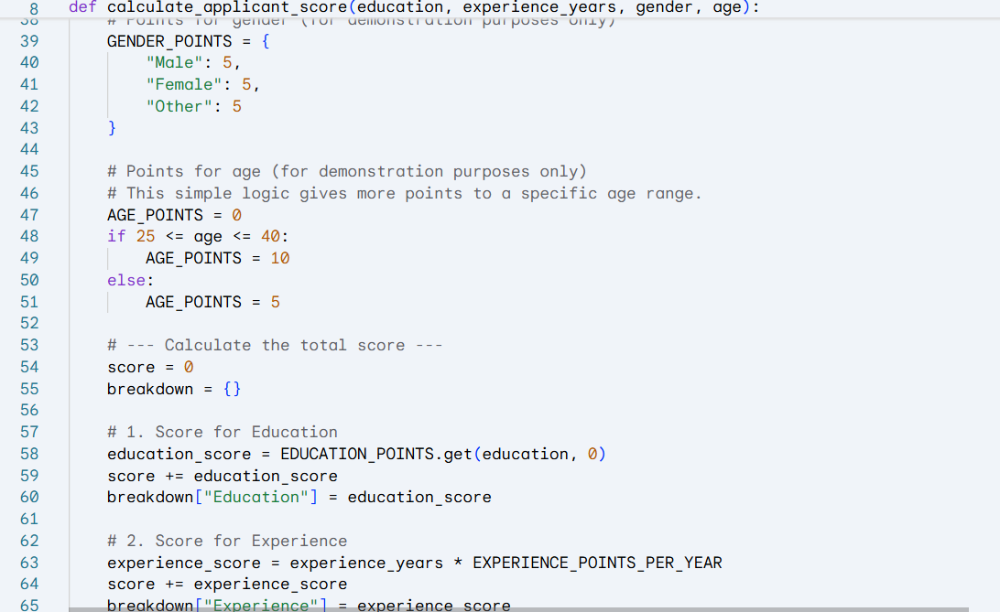 8 def calculate_applicant_score(education, experience_years, gender, age):
38 # Points for gender (for demonstration purposes only)
39 GENDER_POINTS = {
40 "Male": 5,
41 "Female": 5,
42 "Other": 5
43 }
44
45 # Points for age (for demonstration purposes only)
46 # This simple logic gives more points to a specific age range.
47 AGE_POINTS = 0
48 if 25 <= age <= 40:
49 AGE_POINTS = 10
50 else:
51 AGE_POINTS = 5
52
53 # --- Calculate the total score ---
54 score = 0
55 breakdown = {}
56
57 # 1. Score for Education
58 education_score = EDUCATION_POINTS.get(education, 0)
59 score += education_score
60 breakdown["Education"] = education_score
61
62 # 2. Score for Experience
63 experience_score = experience_years * EXPERIENCE_POINTS_PER_YEAR
64 score += experience_score
65 breakdown["Experience"] = experience_score